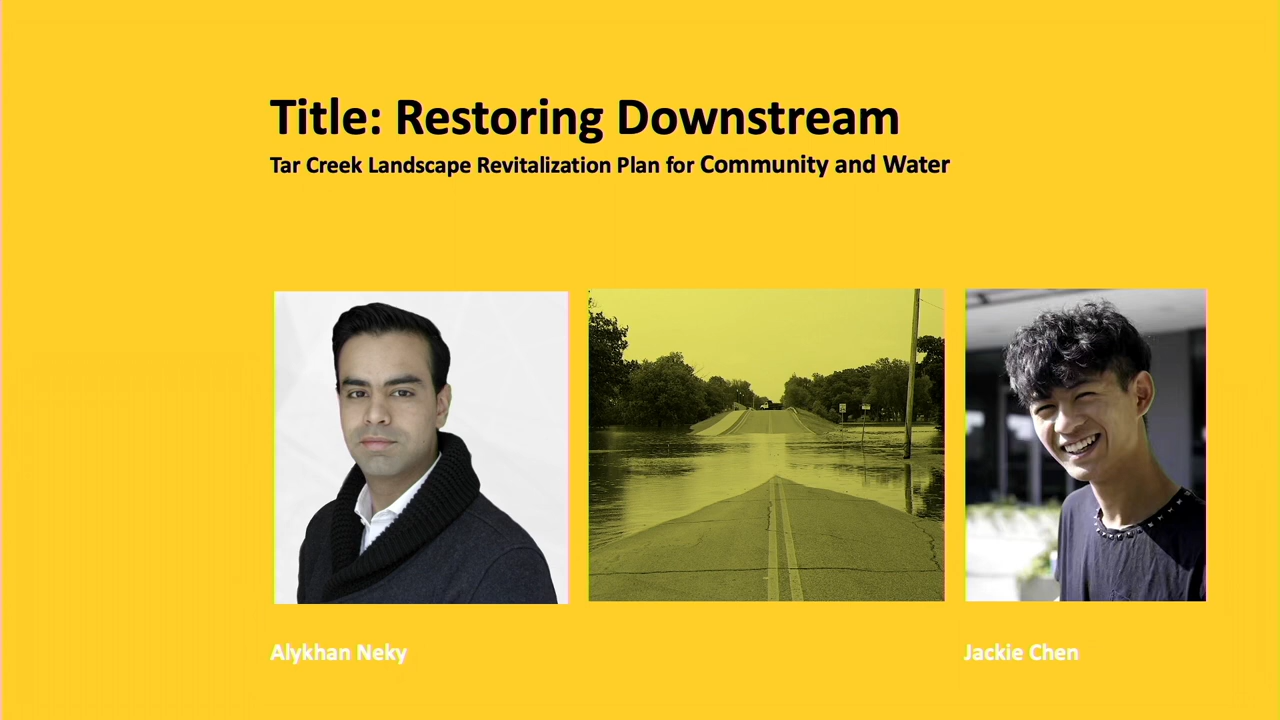 Title: Restoring Downstream
Tar Creek Landscape Revitalization Plan for Community and Water
Alykhan Neky
Jackie Chen